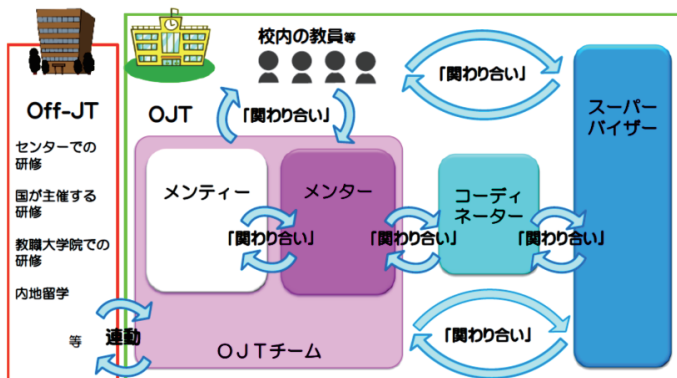 Off-JT
センターでの
研修
国が主催する
研修
教職大学院での
研修
内地留学
等
連動
OJT
校内の教員等
「関わり合い」
「関わり合い」
メンティー
メンター
コーディ
ネーター
スーパー
バイザー
「関わり合い」
「関わり合い」
「関わり合い」
「関わり合い」
OJTチーム